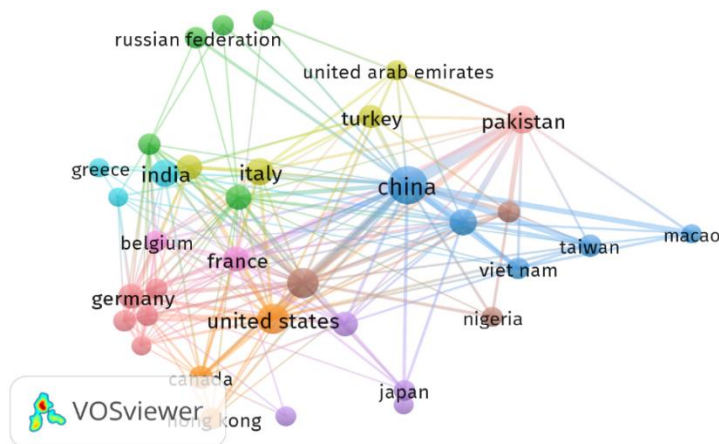 russian federation
united arab emirates
turkey
pakistan
greece
india
italy
china
belgium
france
viet nam
taiwan
macao
germany
united states
nigeria
canada
japan
hong kong
VOSviewer